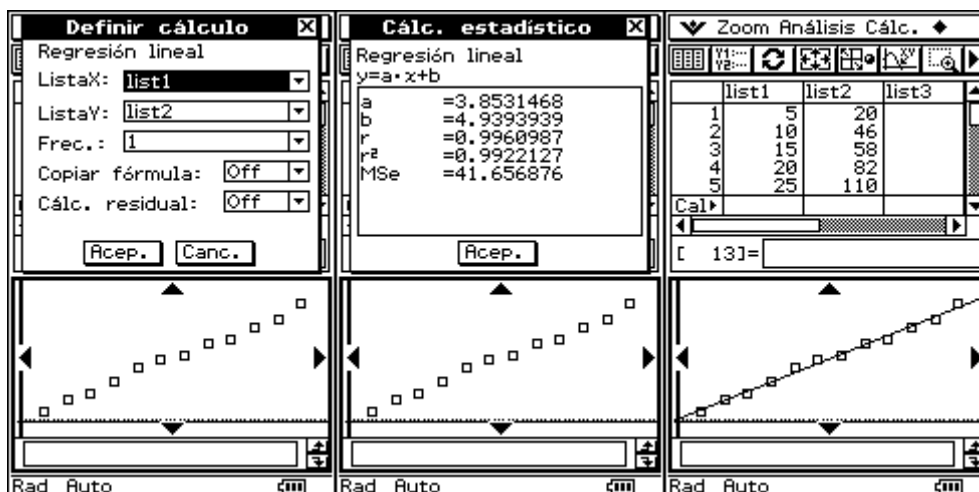 Definir cálculo
Regresión lineal
ListaX: list1
ListaY: list2
Frec.: 1
Copiar fórmula: Off
Cálc. residual: Off
Acep. Canc.
Rad Auto
Cálc. estadístico
Regresión lineal
y=a·x+b
a =3.8531468
b =4.9393939
r =0.9960987
r² =0.9922127
MSe =41.656876
Acep.
Rad Auto
Zoom Análisis Cálc.
list1 list2 list3
1 5 20
2 10 46
3 15 58
4 20 82
5 25 110
Cal
[ 13]=
Rad Auto